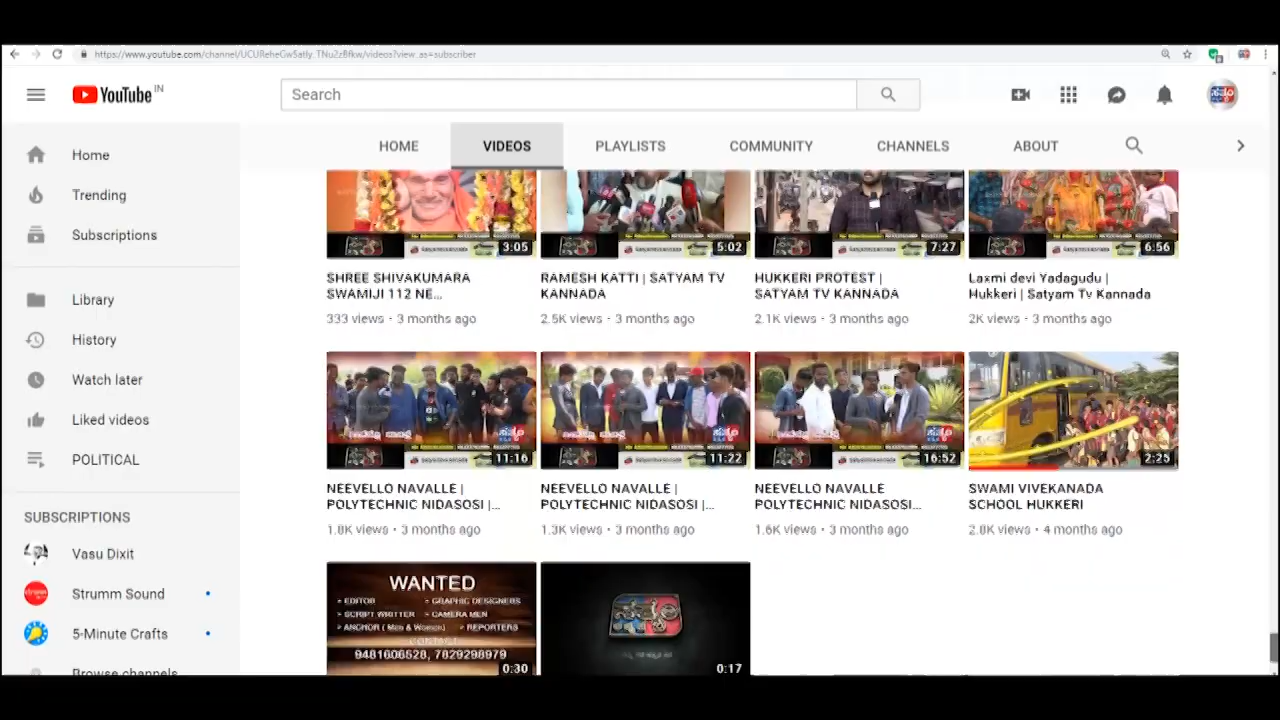 https://www.youtube.com/channel/UCUReheGwSatly.TNu2zBfkw/videos?view_as=subscriber
YouTube IN
Search
HOME
VIDEOS
PLAYLISTS
COMMUNITY
CHANNELS
ABOUT
Home
Trending
Subscriptions
Library
History
Watch later
Liked videos
POLITICAL
SUBSCRIPTIONS
Vasu Dixit
Strumm Sound
5-Minute Crafts
Browse channels
3:05
SHREE SHIVAKUMARA
SWAMIJI 112 NE...
333 views • 3 months ago
5:02
RAMESH KATTI | SATYAM TV
KANNADA
2.5K views • 3 months ago
7:27
HUKKERI PROTEST |
SATYAM TV KANNADA
2.1K views • 3 months ago
6:56
Laxmi devi Yadagudu |
Hukkeri | Satyam Tv Kannada
2K views • 3 months ago
11:16
NEEVELLO NAVALLE |
POLYTECHNIC NIDASOSI |...
1.8K views • 3 months ago
11:22
NEEVELLO NAVALLE |
POLYTECHNIC NIDASOSI |...
1.3K views • 3 months ago
16:52
NEEVELLO NAVALLE
POLYTECHNIC NIDASOSI...
1.6K views • 3 months ago
2:25
SWAMI VIVEKANADA
SCHOOL HUKKERI
2.8K views • 4 months ago
WANTED
EDITOR
GRAPHIC DESIGNERS
SCRIPT WRITTER
CAMERA MEN
ANCHOR ( Men & Women)
REPORTERS
CONTACT
9481606528, 7829298979
0:30
0:17